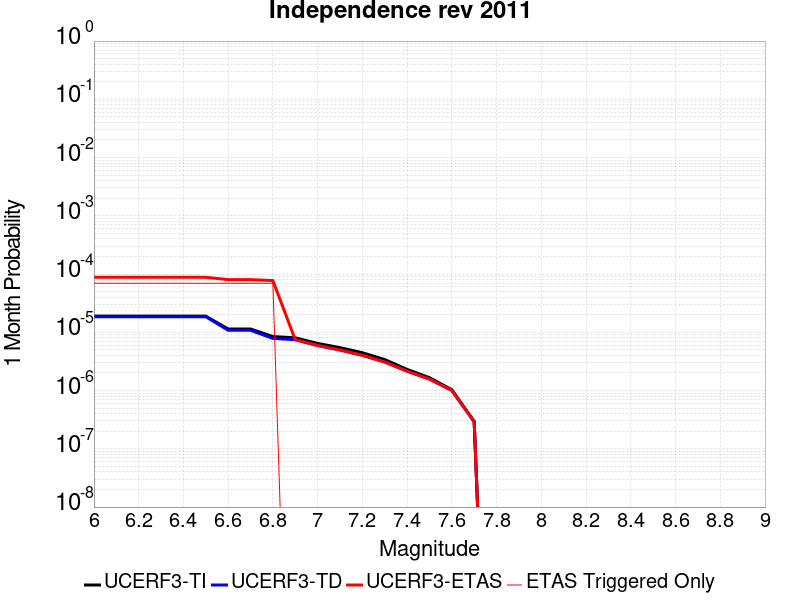 Independence rev 2011
1 Month Probability
10^0
10^-1
10^-2
10^-3
10^-4
10^-5
10^-6
10^-7
10^-8
6 6.2 6.4 6.6 6.8 7 7.2 7.4 7.6 7.8 8 8.2 8.4 8.6 8.8 9
Magnitude
UCERF3-TI UCERF3-TD UCERF3-ETAS ETAS Triggered Only